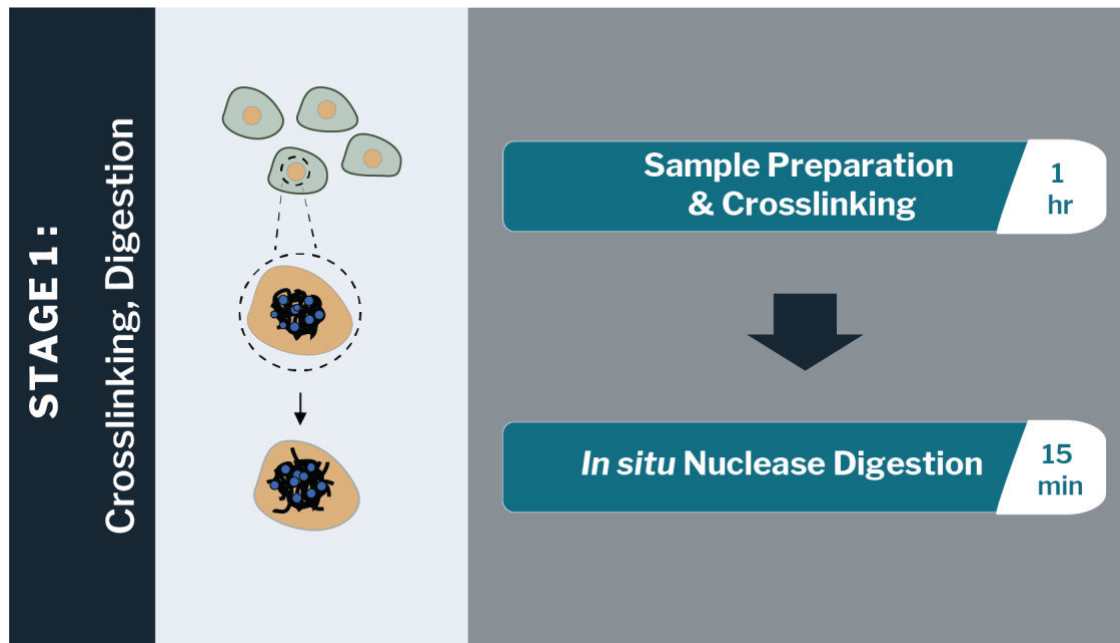 STAGE 1:
Crosslinking, Digestion
Sample Preparation
& Crosslinking
1
hr
In situ Nuclease Digestion
15
min